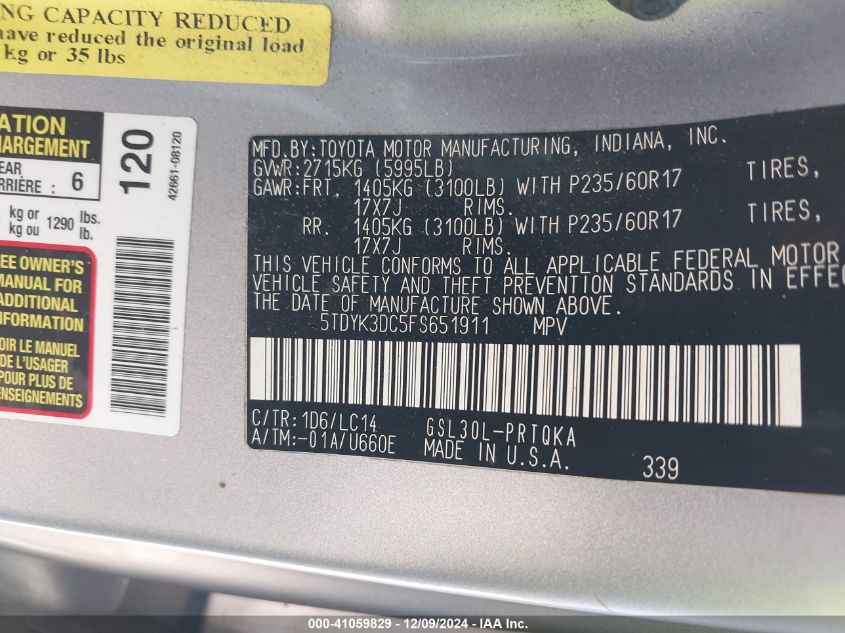 NG CAPACITY REDUCED
have reduced the original load
kg or 35 lbs
ATION
HARGEMENT
EAR
RRIÈRE : 6
kg or 1290 lbs.
kg ou lb.
120
42661-08120
EE OWNER'S
MANUAL FOR
ADDITIONAL
INFORMATION
OIR LE MANUEL
DE L'USAGER
POUR PLUS DE
ENSEIGNEMENTS
MFD.BY:TOYOTA MOTOR MANUFACTURING, INDIANA, INC.
GVWR:2715KG (5995LB)
GAWR:FRT. 1405KG (3100LB) WITH P235/60R17 TIRES,
17X7J RIMS.
RR. 1405KG (3100LB) WITH P235/60R17 TIRES,
17X7J RIMS.
THIS VEHICLE CONFORMS TO ALL APPLICABLE FEDERAL MOTOR
VEHICLE SAFETY AND THEFT PREVENTION STANDARDS IN EFFEC
THE DATE OF MANUFACTURE SHOWN ABOVE.
5TDYK3DC5FS651911 MPV
C/TR:1D6/LC14 GSL30L-PRTQKA
A/TM:-01A/U660E MADE IN U.S.A. 339
000-41059829 - 12/09/2024 - IAA Inc.